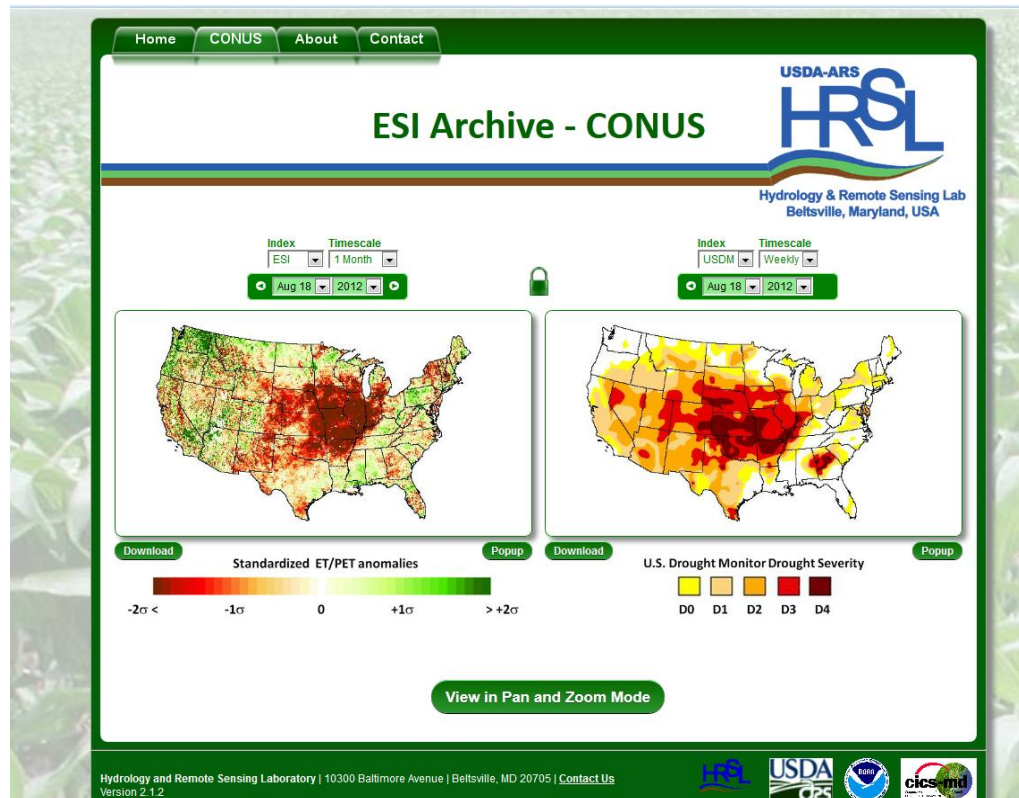 Home CONUS About Contact
ESI Archive - CONUS
USDA-ARS
HRSL
Hydrology & Remote Sensing Lab
Beltsville, Maryland, USA
Index Timescale
ESI 1 Month
Aug 18 2012
Index Timescale
USDM Weekly
Aug 18 2012
Download Popup
Standardized ET/PET anomalies
-2σ < -1σ 0 +1σ > +2σ
Download Popup
U.S. Drought Monitor Drought Severity
D0 D1 D2 D3 D4
View in Pan and Zoom Mode
Hydrology and Remote Sensing Laboratory | 10300 Baltimore Avenue | Beltsville, MD 20705 | Contact Us
Version 2.1.2
HRSL
USDA
ars
NOAA
cics-md